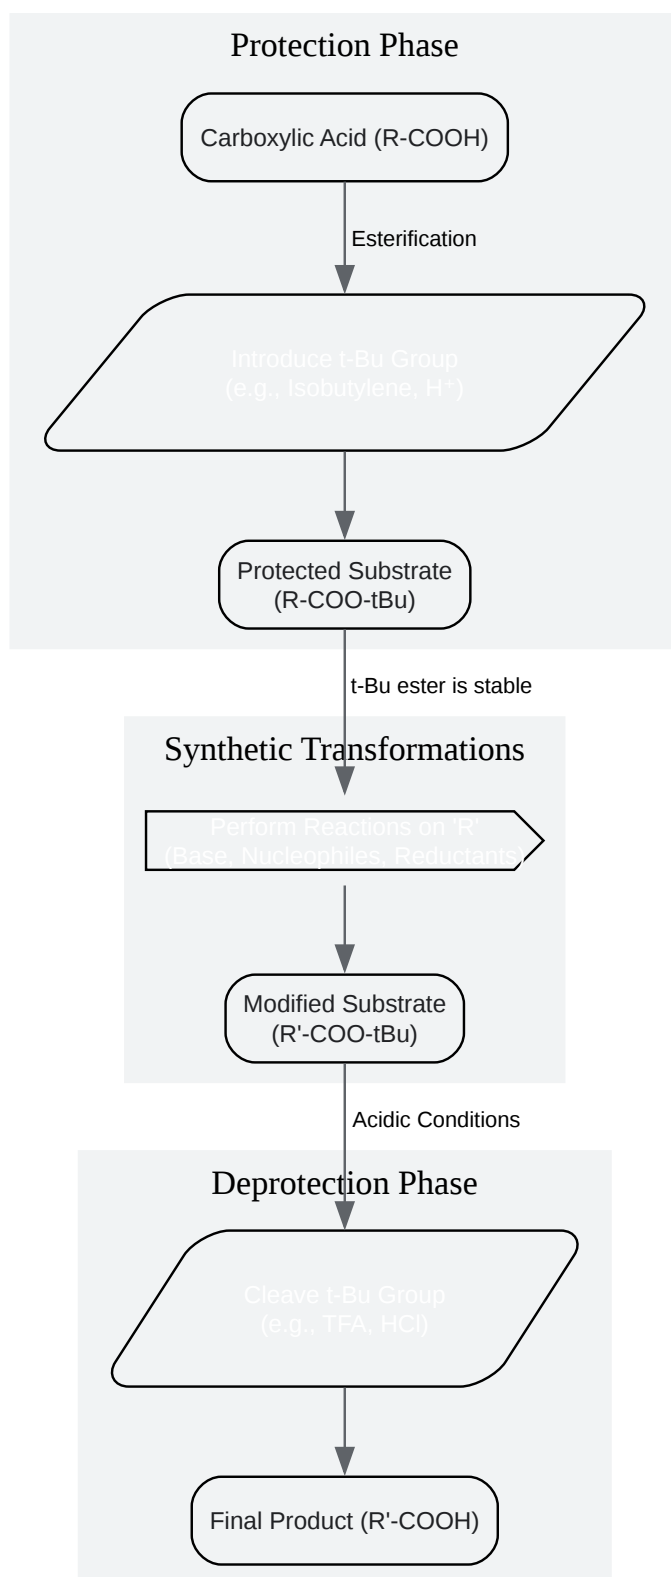 Protection Phase
Carboxylic Acid (R-COOH)
Esterification
Introduce t-Bu Group
(e.g., Isobutylene, H⁺)
Protected Substrate
(R-COO-tBu)
t-Bu ester is stable
Synthetic Transformations
Perform Reactions on 'R'
(Base, Nucleophiles, Reductants)
Modified Substrate
(R'-COO-tBu)
Acidic Conditions
Deprotection Phase
Cleave t-Bu Group
(e.g., TFA, HCl)
Final Product (R'-COOH)